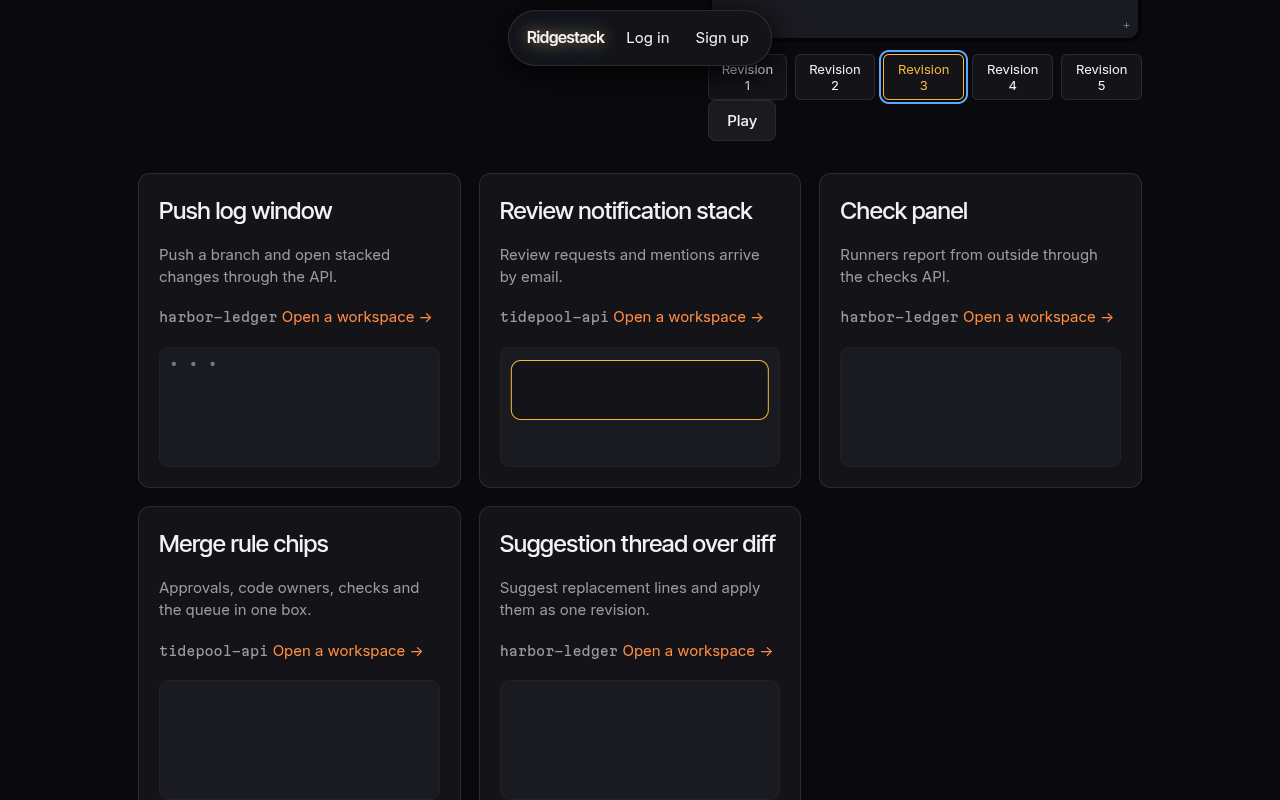 Ridgestack Log in Sign up
+
Revision 1
Revision 2
Revision 3
Revision 4
Revision 5
Play
Push log window
Push a branch and open stacked
changes through the API.
harbor-ledger Open a workspace →
Review notification stack
Review requests and mentions arrive
by email.
tidepool-api Open a workspace →
Check panel
Runners report from outside through
the checks API.
harbor-ledger Open a workspace →
Merge rule chips
Approvals, code owners, checks and
the queue in one box.
tidepool-api Open a workspace →
Suggestion thread over diff
Suggest replacement lines and apply
them as one revision.
harbor-ledger Open a workspace →